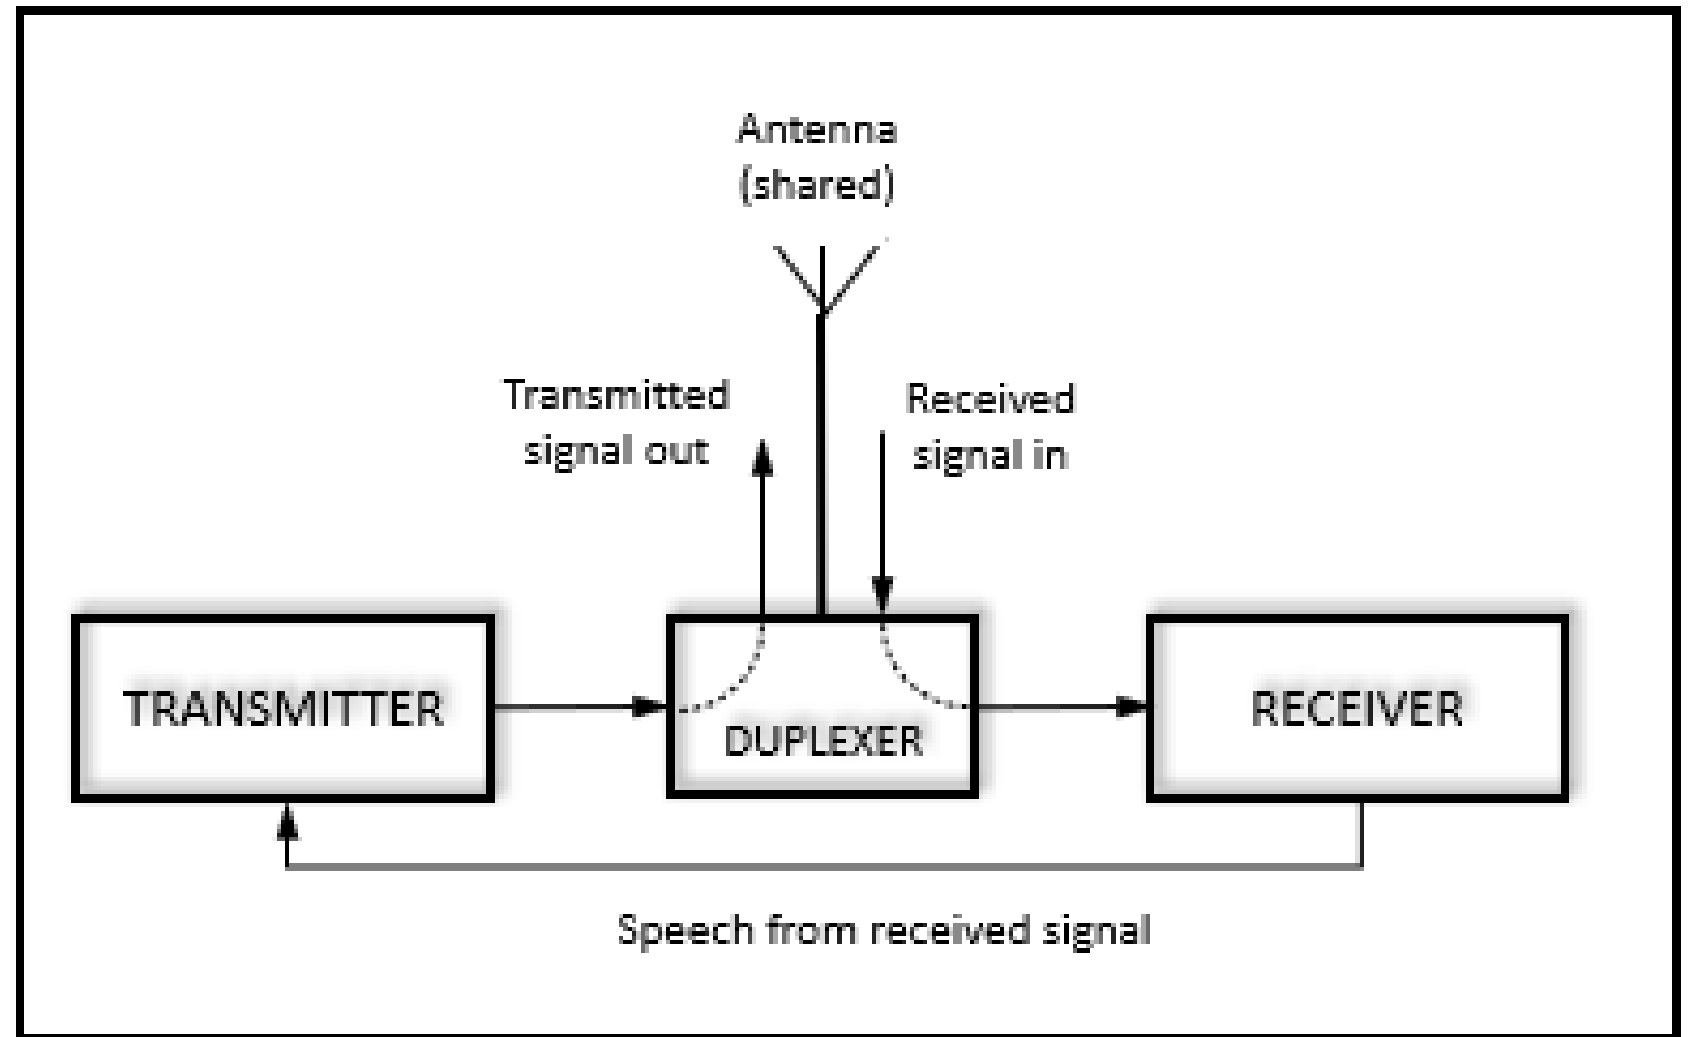 Antenna
(shared)
Transmitted
signal out
Received
signal in
TRANSMITTER
DUPLEXER
RECEIVER
Speech from received signal